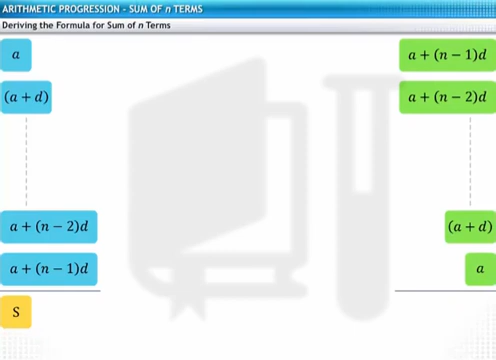 ARITHMETIC PROGRESSION - SUM OF n TERMS
Deriving the Formula for Sum of n Terms
a
a + (n − 1)d
(a + d)
a + (n − 2)d
a + (n − 2)d
(a + d)
a + (n − 1)d
a
S